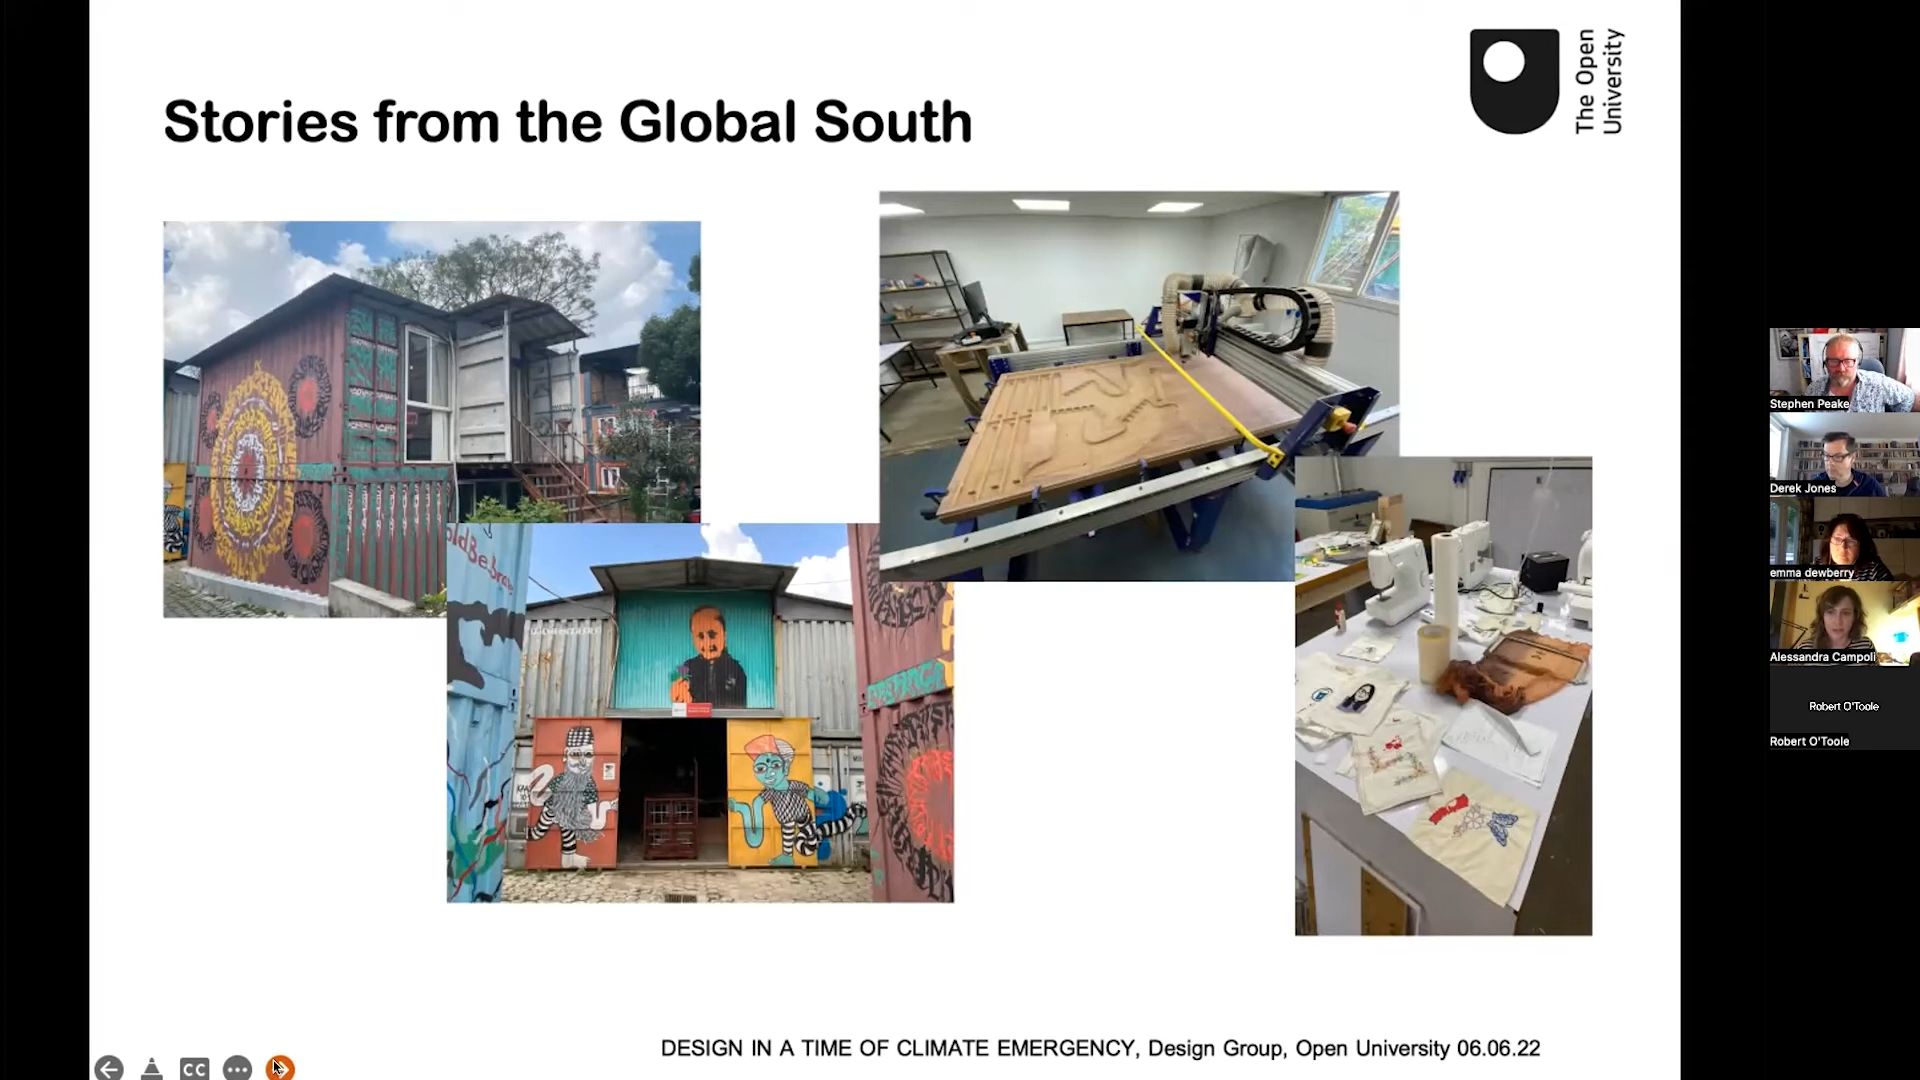 Stories from the Global South
The Open
University
DESIGN IN A TIME OF CLIMATE EMERGENCY, Design Group, Open University 06.06.22
CC
Stephen Peake
Derek Jones
emma dewberry
Alessandra Campoli
Robert O'Toole
Robert O'Toole